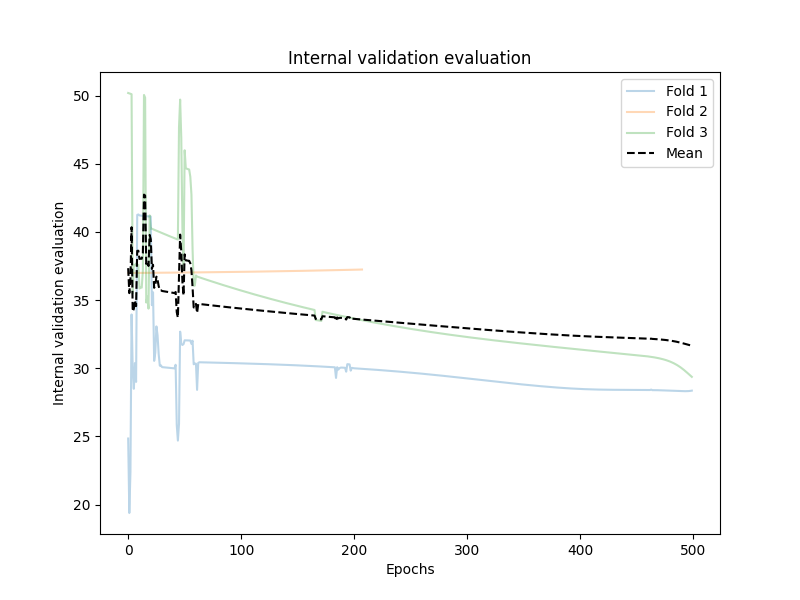 Internal validation evaluation
Internal validation evaluation
50
45
40
35
30
25
20
0
100
200
300
400
500
Epochs
Fold 1
Fold 2
Fold 3
Mean